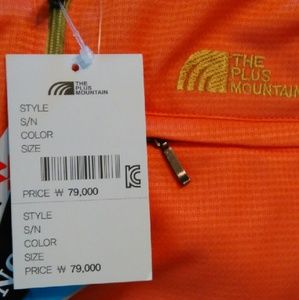 THE
PLUS
MOUNTAIN
STYLE
S/N
COLOR
SIZE
PRICE ₩ 79,000
STYLE
S/N
COLOR
SIZE
PRICE ₩ 79,000
THE
PLUS
MOUNTAIN